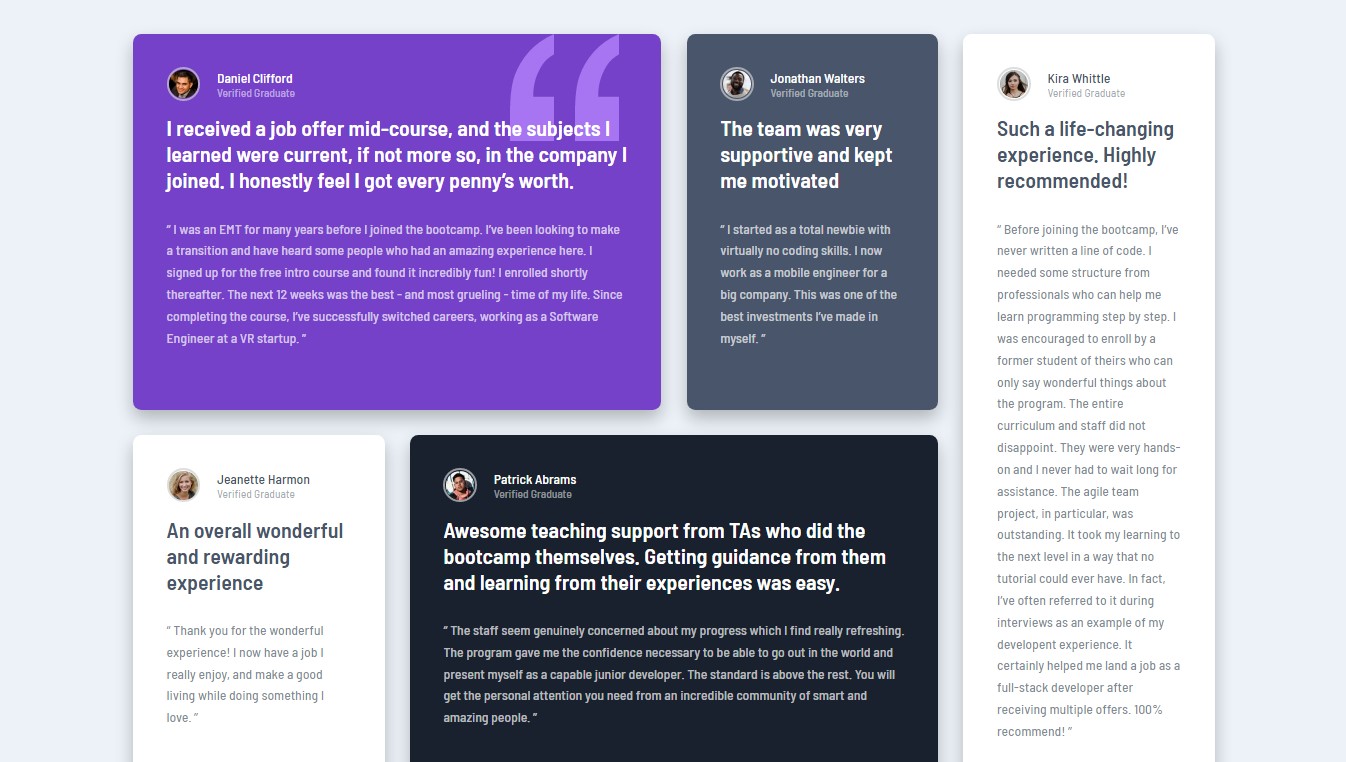 Daniel Clifford
Verified Graduate
I received a job offer mid-course, and the subjects I
learned were current, if not more so, in the company I
joined. I honestly feel I got every penny’s worth.
“ I was an EMT for many years before I joined the bootcamp. I’ve been looking to make
a transition and have heard some people who had an amazing experience here. I
signed up for the free intro course and found it incredibly fun! I enrolled shortly
thereafter. The next 12 weeks was the best - and most grueling - time of my life. Since
completing the course, I’ve successfully switched careers, working as a Software
Engineer at a VR startup. ”
Jonathan Walters
Verified Graduate
The team was very
supportive and kept
me motivated
“ I started as a total newbie with
virtually no coding skills. I now
work as a mobile engineer for a
big company. This was one of the
best investments I’ve made in
myself. ”
Kira Whittle
Verified Graduate
Such a life-changing
experience. Highly
recommended!
“ Before joining the bootcamp, I’ve
never written a line of code. I
needed some structure from
professionals who can help me
learn programming step by step. I
was encouraged to enroll by a
former student of theirs who can
only say wonderful things about
the program. The entire
curriculum and staff did not
disappoint. They were very hands-
on and I never had to wait long for
assistance. The agile team
project, in particular, was
outstanding. It took my learning to
the next level in a way that no
tutorial could ever have. In fact,
I’ve often referred to it during
interviews as an example of my
developent experience. It
certainly helped me land a job as a
full-stack developer after
receiving multiple offers. 100%
recommend! ”
Jeanette Harmon
Verified Graduate
An overall wonderful
and rewarding
experience
“ Thank you for the wonderful
experience! I now have a job I
really enjoy, and make a good
living while doing something I
love. ”
Patrick Abrams
Verified Graduate
Awesome teaching support from TAs who did the
bootcamp themselves. Getting guidance from them
and learning from their experiences was easy.
“ The staff seem genuinely concerned about my progress which I find really refreshing.
The program gave me the confidence necessary to be able to go out in the world and
present myself as a capable junior developer. The standard is above the rest. You will
get the personal attention you need from an incredible community of smart and
amazing people. ”